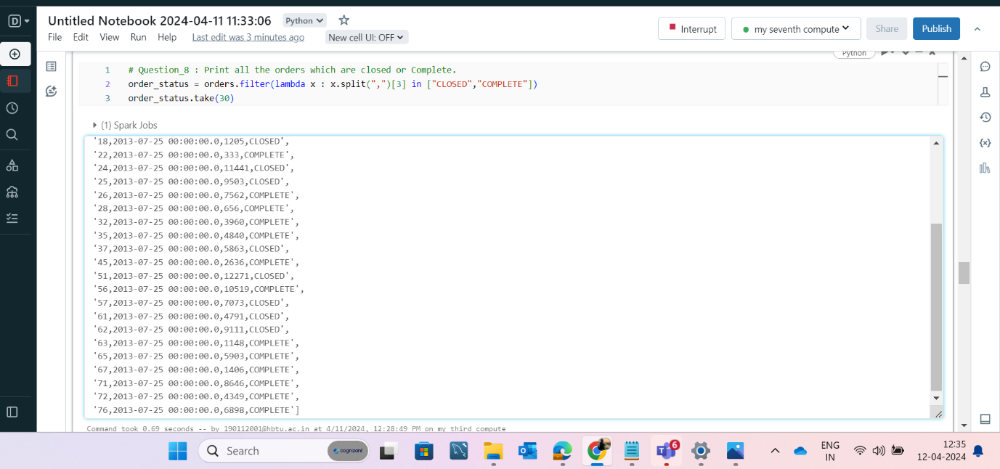 D
Untitled Notebook 2024-04-11 11:33:06 Python
File Edit View Run Help Last edit was 3 minutes ago New cell UI: OFF
Interrupt my seventh compute Share Publish
Python
1 # Question_8 : Print all the orders which are closed or Complete.
2 order_status = orders.filter(lambda x : x.split(",")[3] in ["CLOSED","COMPLETE"])
3 order_status.take(30)
(1) Spark Jobs
'18,2013-07-25 00:00:00.0,1205,CLOSED',
'22,2013-07-25 00:00:00.0,333,COMPLETE',
'24,2013-07-25 00:00:00.0,11441,CLOSED',
'25,2013-07-25 00:00:00.0,9503,CLOSED',
'26,2013-07-25 00:00:00.0,7562,COMPLETE',
'28,2013-07-25 00:00:00.0,656,COMPLETE',
'32,2013-07-25 00:00:00.0,3960,COMPLETE',
'35,2013-07-25 00:00:00.0,4840,COMPLETE',
'37,2013-07-25 00:00:00.0,5863,CLOSED',
'45,2013-07-25 00:00:00.0,2636,COMPLETE',
'51,2013-07-25 00:00:00.0,12271,CLOSED',
'56,2013-07-25 00:00:00.0,10519,COMPLETE',
'57,2013-07-25 00:00:00.0,7073,CLOSED',
'61,2013-07-25 00:00:00.0,4791,CLOSED',
'62,2013-07-25 00:00:00.0,9111,CLOSED',
'63,2013-07-25 00:00:00.0,1148,COMPLETE',
'65,2013-07-25 00:00:00.0,5903,COMPLETE',
'67,2013-07-25 00:00:00.0,1406,COMPLETE',
'71,2013-07-25 00:00:00.0,8646,COMPLETE',
'72,2013-07-25 00:00:00.0,4349,COMPLETE',
'76,2013-07-25 00:00:00.0,6898,COMPLETE']
Command took 0.69 seconds -- by 190112001@hbtu.ac.in at 4/11/2024, 12:28:49 PM on my third compute
Search cognizant 6 ENG 12:35
IN 12-04-2024